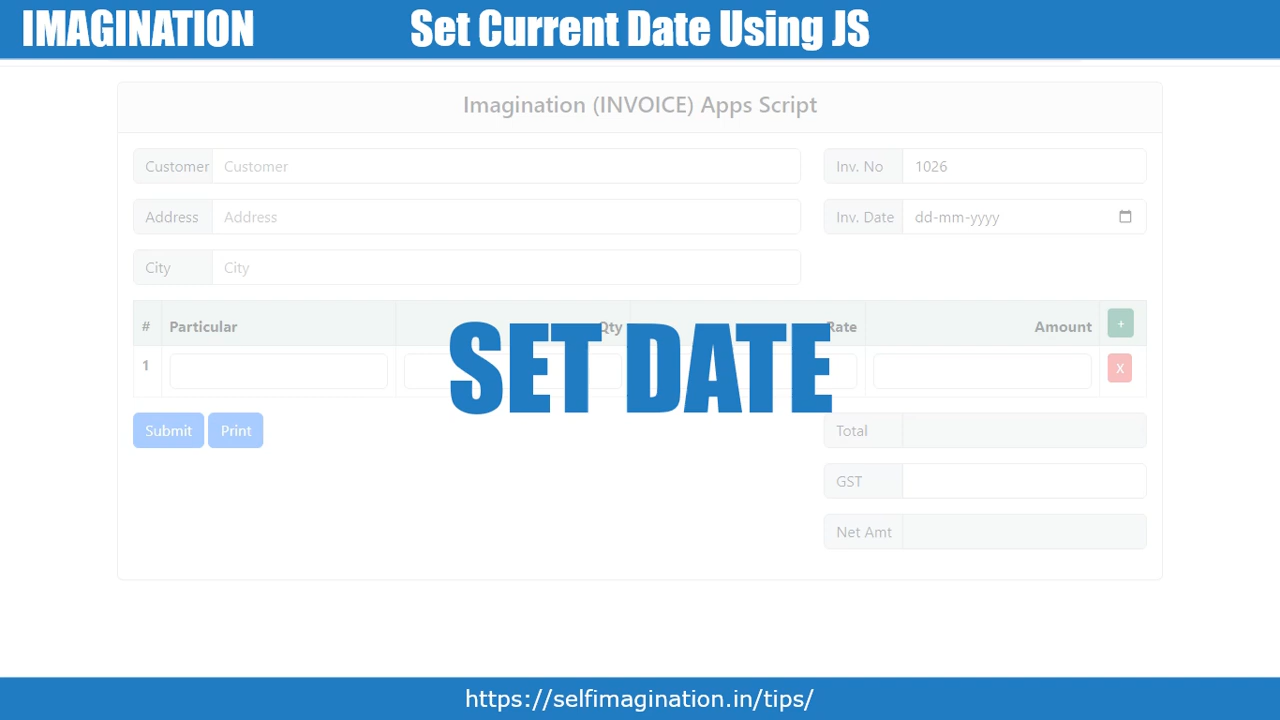 IMAGINATION Set Current Date Using JS
Imagination (INVOICE) Apps Script
Customer Customer Inv. No 1026
Address Address Inv. Date dd-mm-yyyy
City City
# Particular Qty Rate Amount +
SET DATE
1 X
Submit Print Total
GST
Net Amt
https://selfimagination.in/tips/